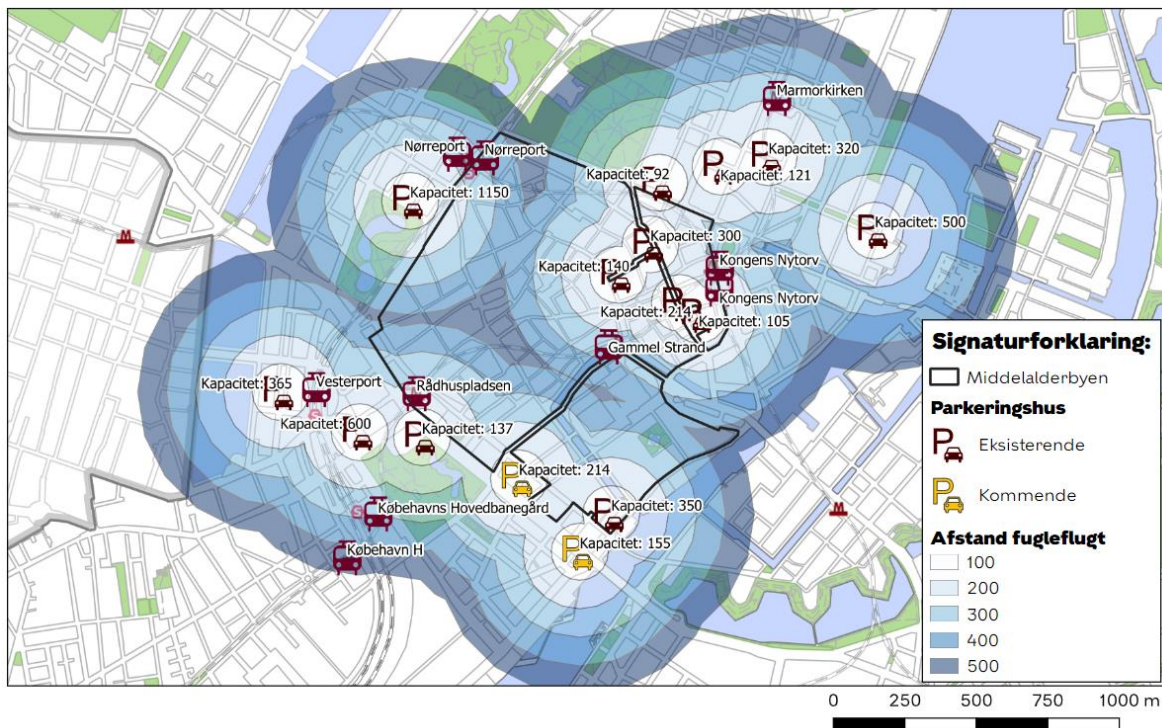 Marmorkirken
Nørreport
Nørreport
Kapacitet: 320
Kapacitet: 92
Kapacitet: 121
Kapacitet: 1150
Kapacitet: 500
Kapacitet: 300
Kapacitet: 140
Kongens Nytorv
Kongens Nytorv
Kapacitet: 214
Kapacitet: 105
Gammel Strand
Kapacitet: 365
Vesterport
Rådhuspladsen
Kapacitet: 600
Kapacitet: 137
Kapacitet: 214
Københavns Hovedbanegård
Kapacitet: 350
Købehavn H
Kapacitet: 155
Signaturforklaring:
Middelalderbyen
Parkeringshus
P Eksisterende
P Kommende
Afstand fugleflugt
100
200
300
400
500
0 250 500 750 1000 m